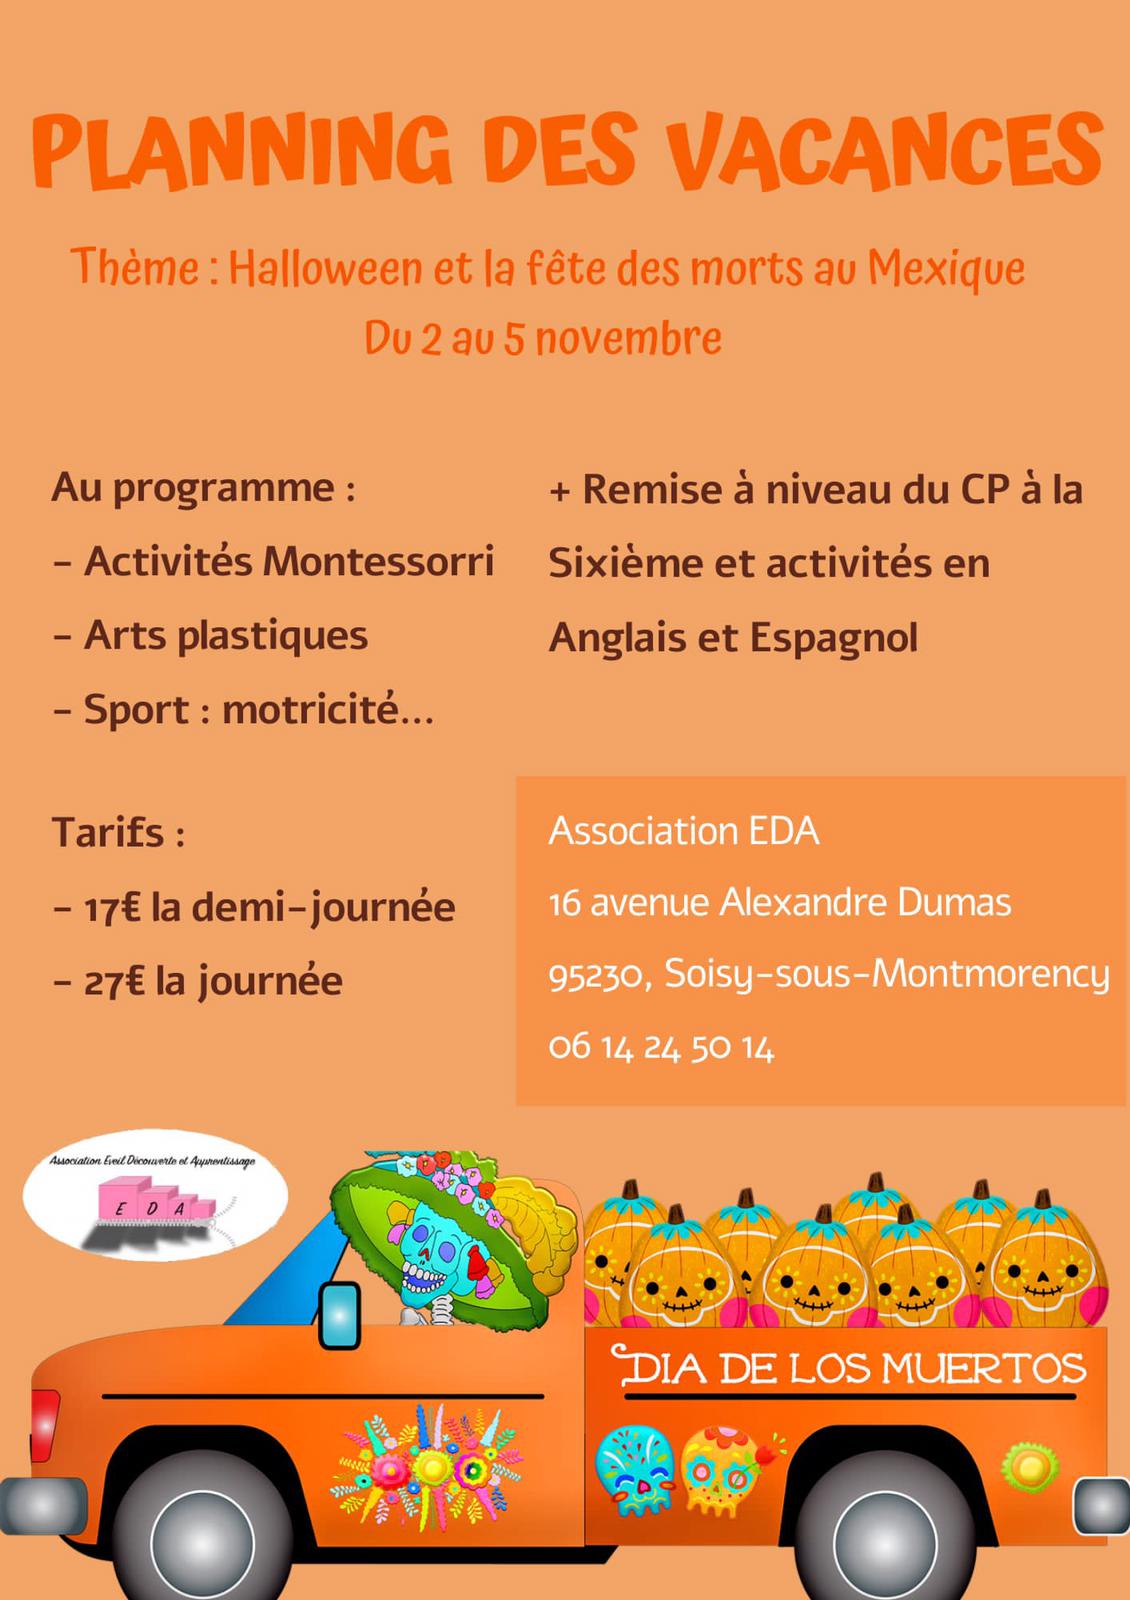 PLANNING DES VACANCES
Thème : Halloween et la fête des morts au Mexique
Du 2 au 5 novembre
Au programme :
- Activités Montessorri
- Arts plastiques
- Sport : motricité...
+ Remise à niveau du CP à la
Sixième et activités en
Anglais et Espagnol
Tarifs :
- 17€ la demi-journée
- 27€ la journée
Association EDA
16 avenue Alexandre Dumas
95230, Soisy-sous-Montmorency
06 14 24 50 14
Association Eveil Découverte et Apprentissage
E D A
DIA DE LOS MUERTOS